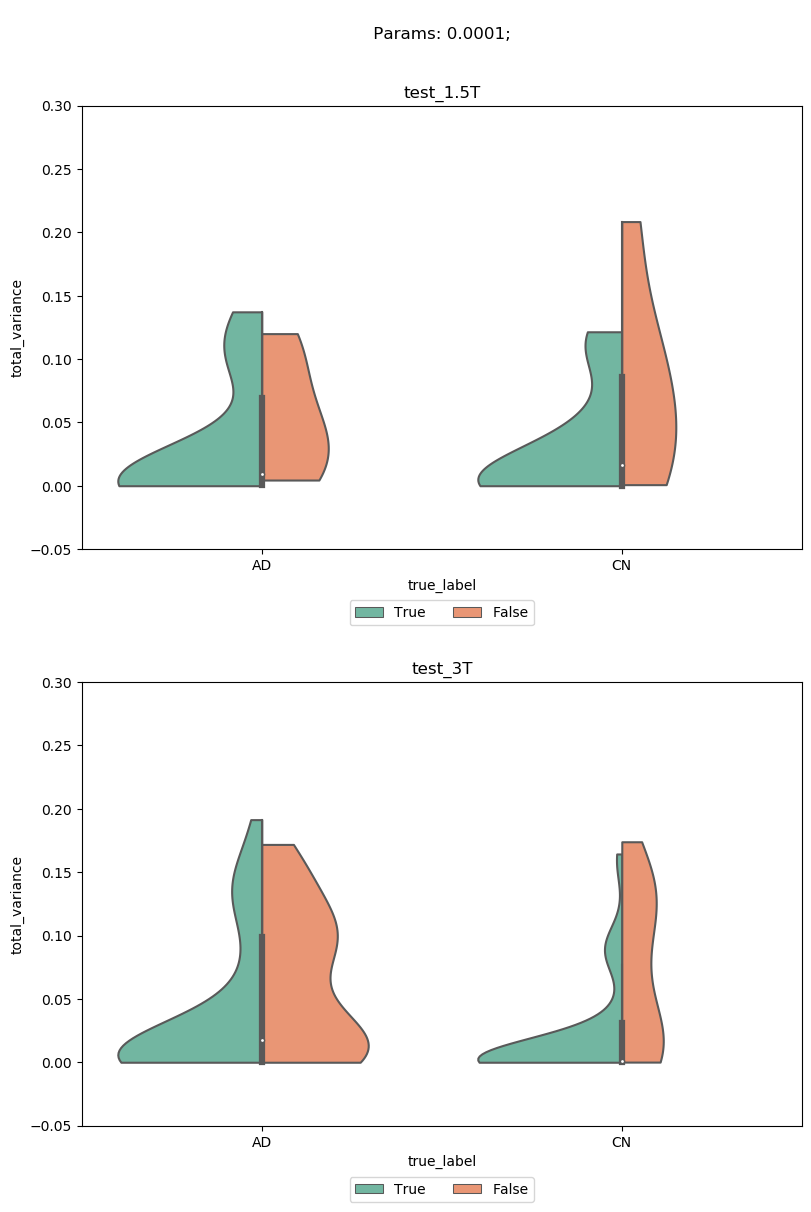 Params: 0.0001;
test_1.5T
0.30
0.25
0.20
0.15
0.10
0.05
0.00
−0.05
total_variance
AD
CN
true_label
True
False
test_3T
0.30
0.25
0.20
0.15
0.10
0.05
0.00
−0.05
total_variance
AD
CN
true_label
True
False